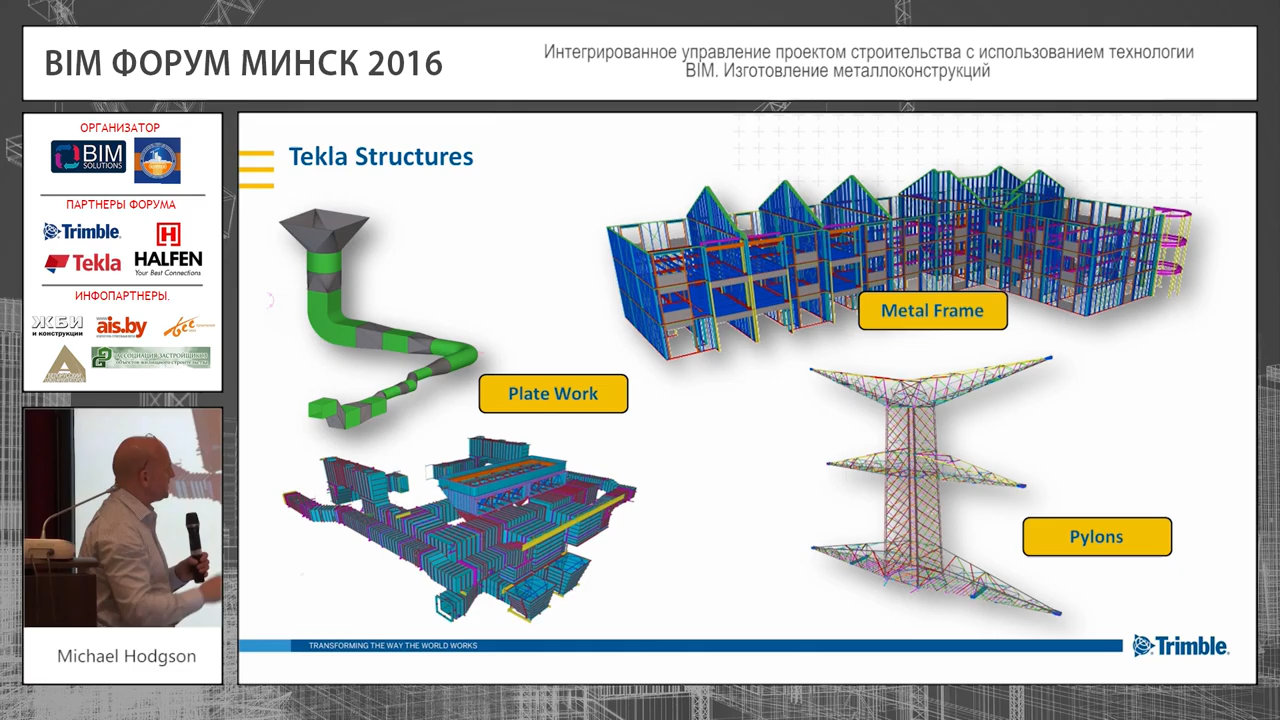 BIM ФОРУМ МИНСК 2016
Интегрированное управление проектом строительства с использованием технологии
BIM. Изготовление металлоконструкций
ОРГАНИЗАТОР
BIM
SOLUTIONS
ПАРТНЕРЫ ФОРУМА
Trimble
H
Tekla
HALFEN
Your Best Connections
ИНФОПАРТНЕРЫ.
ЖБИ
и конструкции
ais.by
все
АССОЦИАЦИЯ ЗАСТРОЙЩИКОВ
Michael Hodgson
Tekla Structures
Metal Frame
Plate Work
Pylons
TRANSFORMING THE WAY THE WORLD WORKS
Trimble